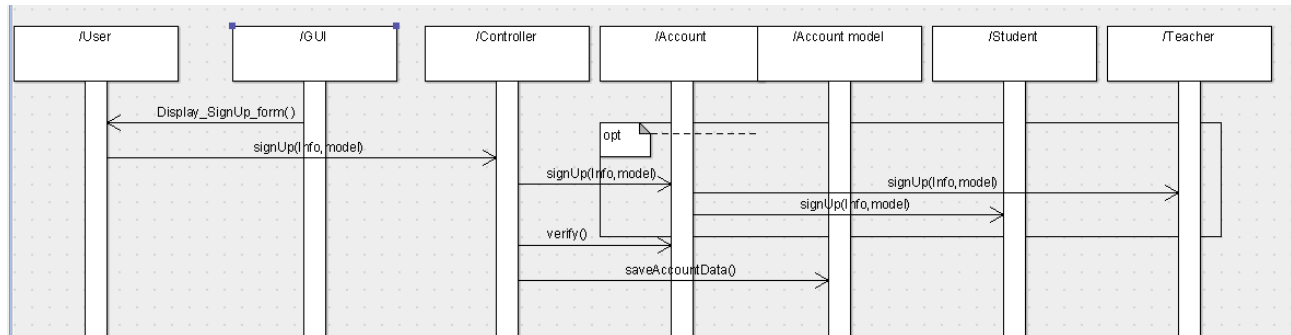 /User
/GUI
/Controller
/Account
/Account model
/Student
/Teacher
Display_SignUp_form()
opt
signUp(Info,model)
signUp(Info,model)
signUp(Info,model)
signUp(Info,model)
verify()
saveAccountData()